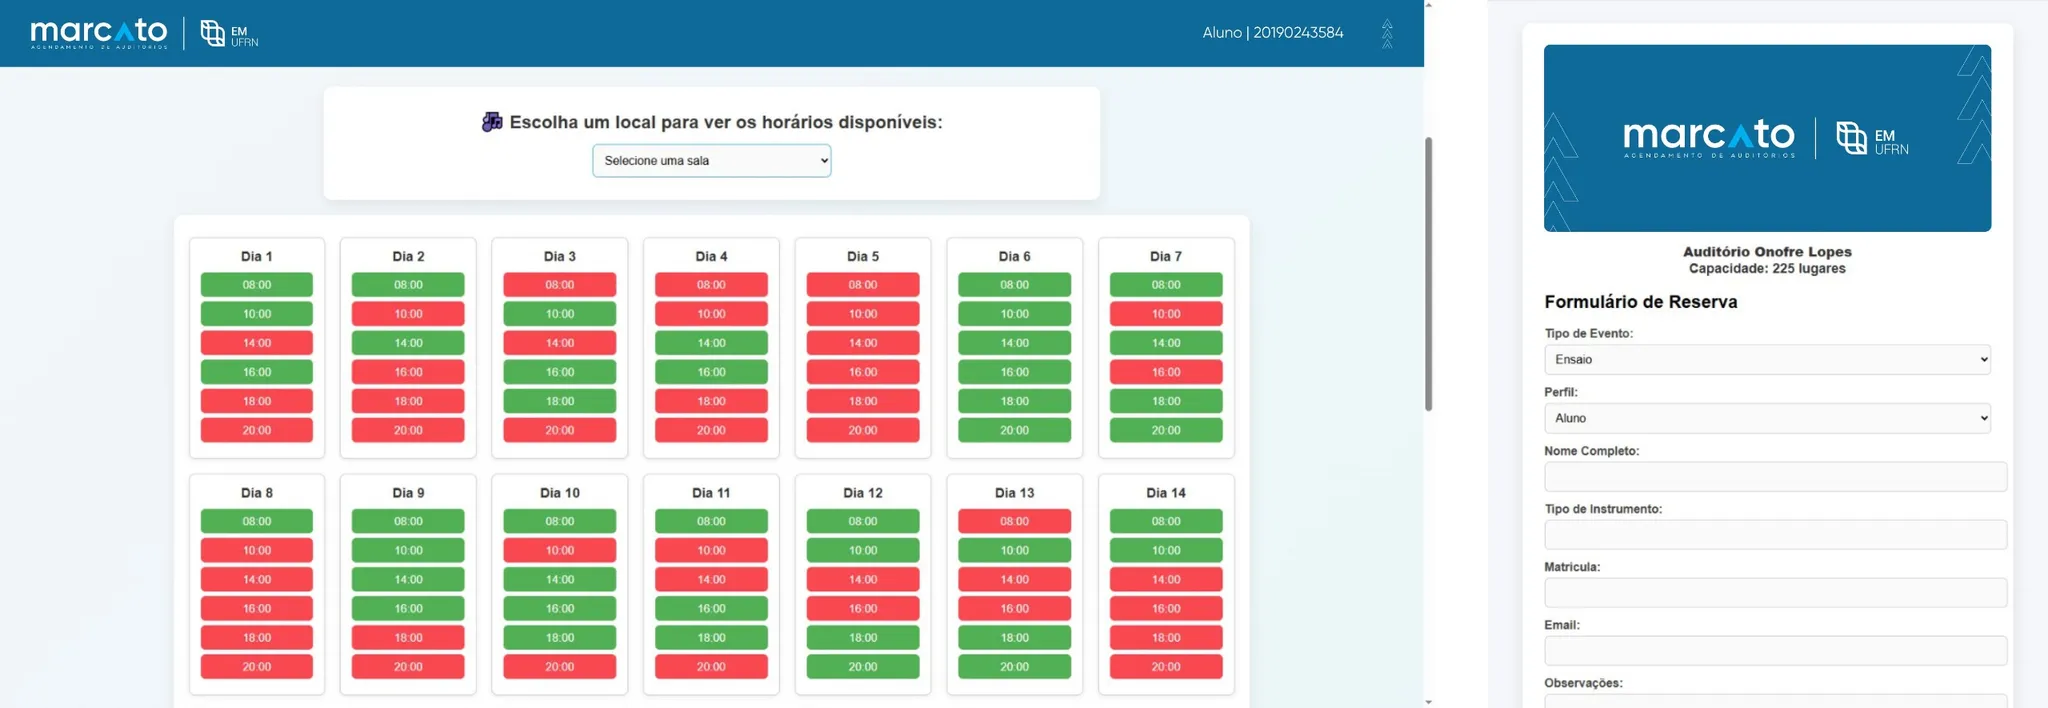 marcato
AGENDAMENTO DE AUDITÓRIOS
EM
UFRN
Aluno | 20190243584
Escolha um local para ver os horários disponíveis:
Selecione uma sala
Dia 1
08:00
10:00
14:00
16:00
18:00
20:00
Dia 2
08:00
10:00
14:00
16:00
18:00
20:00
Dia 3
08:00
10:00
14:00
16:00
18:00
20:00
Dia 4
08:00
10:00
14:00
16:00
18:00
20:00
Dia 5
08:00
10:00
14:00
16:00
18:00
20:00
Dia 6
08:00
10:00
14:00
16:00
18:00
20:00
Dia 7
08:00
10:00
14:00
16:00
18:00
20:00
Dia 8
08:00
10:00
14:00
16:00
18:00
20:00
Dia 9
08:00
10:00
14:00
16:00
18:00
20:00
Dia 10
08:00
10:00
14:00
16:00
18:00
20:00
Dia 11
08:00
10:00
14:00
16:00
18:00
20:00
Dia 12
08:00
10:00
14:00
16:00
18:00
20:00
Dia 13
08:00
10:00
14:00
16:00
18:00
20:00
Dia 14
08:00
10:00
14:00
16:00
18:00
20:00
marcato
AGENDAMENTO DE AUDITÓRIOS
EM
UFRN
Auditório Onofre Lopes
Capacidade: 225 lugares
Formulário de Reserva
Tipo de Evento:
Ensaio
Perfil:
Aluno
Nome Completo:
Tipo de Instrumento:
Matricula:
Email:
Observações: